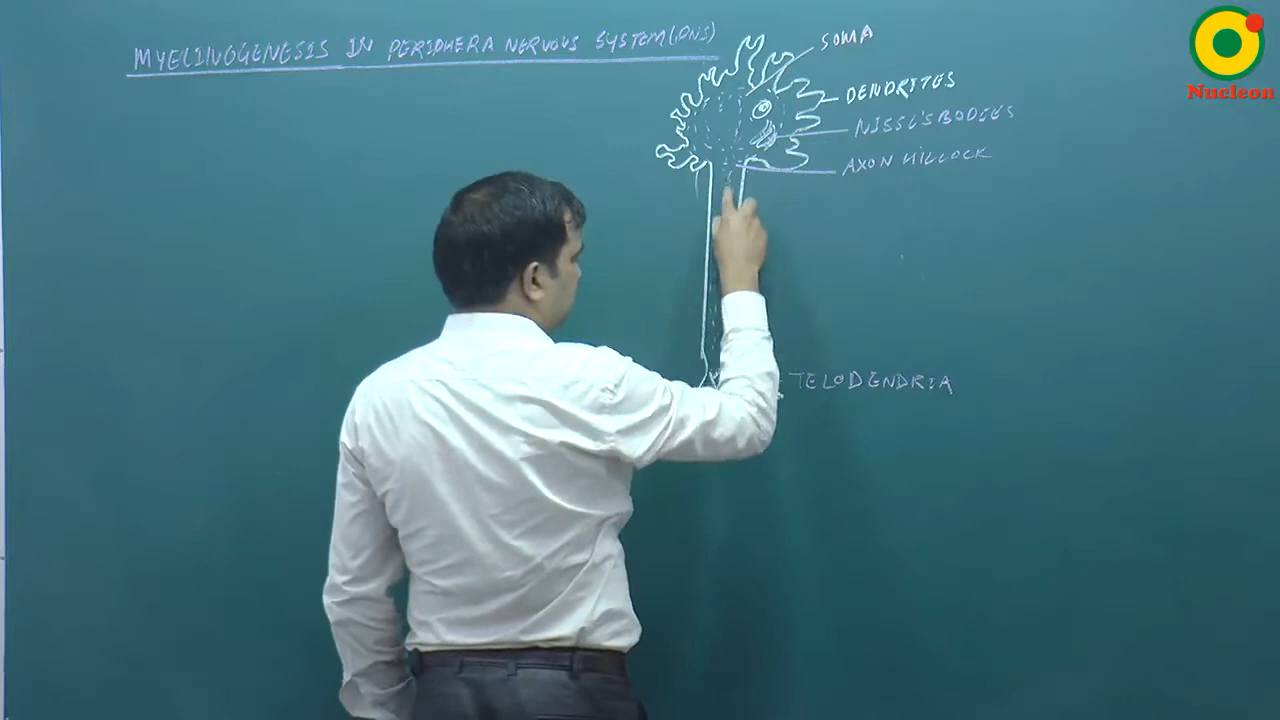 MYELINOGENESIS IN PERIPHERA NERVOUS SYSTEM (PNS)
SOMA
DENDRITES
NISSL'S BODIES
AXON HILLOCK
TELODENDRIA
Nucleon